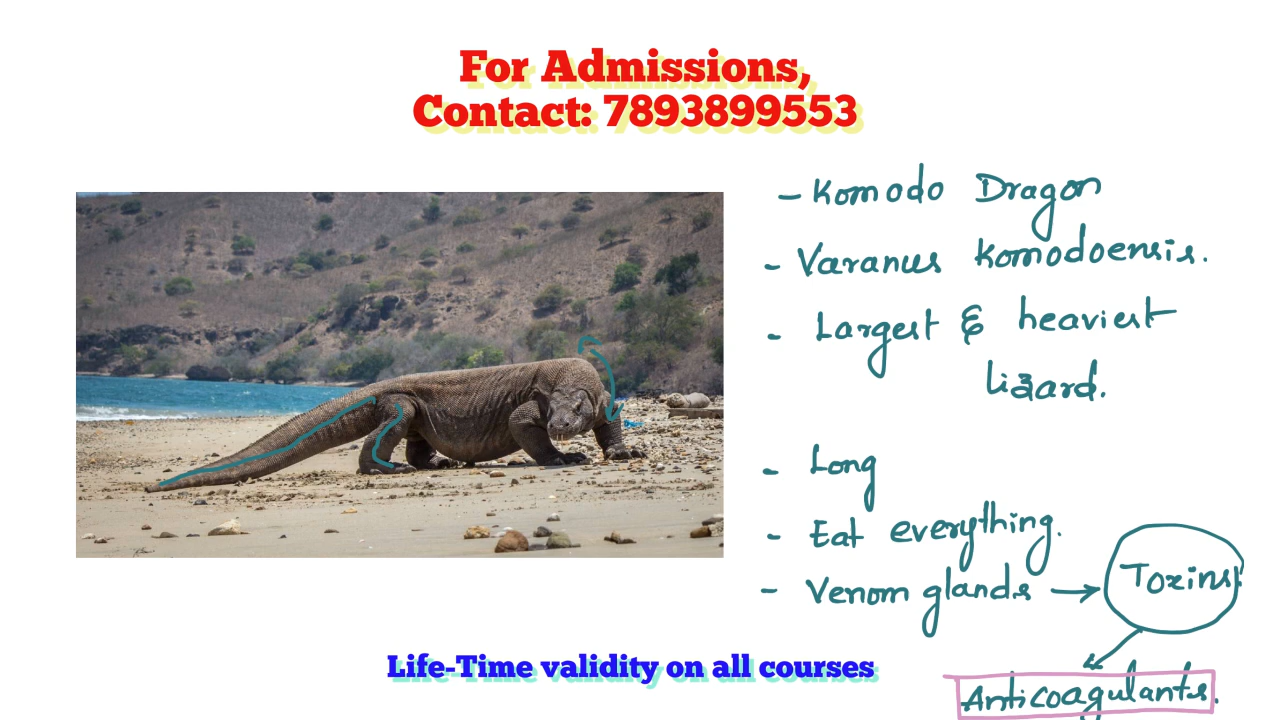 For Admissions,
Contact: 7893899553
- Komodo Dragon
- Varanus komodoensis.
- Largest & heaviest
lizard.
- Long
- Eat everything.
- Venom glands → Toxins.
Anticoagulants.
Life-Time validity on all courses